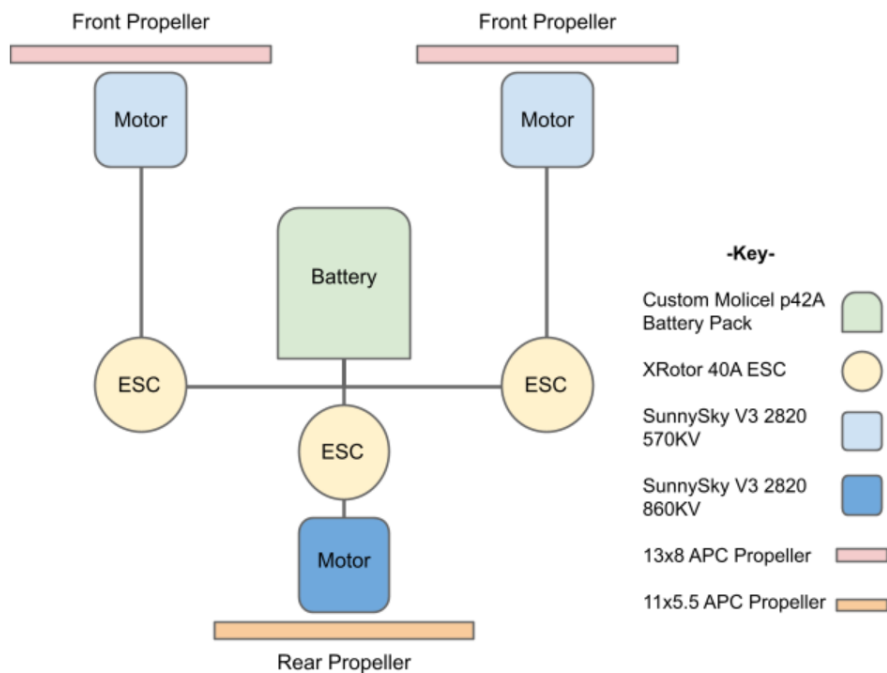 Front Propeller
Front Propeller
Motor
Motor
Battery
ESC
ESC
ESC
Motor
Rear Propeller
-Key-
Custom Molicel p42A
Battery Pack
XRotor 40A ESC
SunnySky V3 2820
570KV
SunnySky V3 2820
860KV
13x8 APC Propeller
11x5.5 APC Propeller